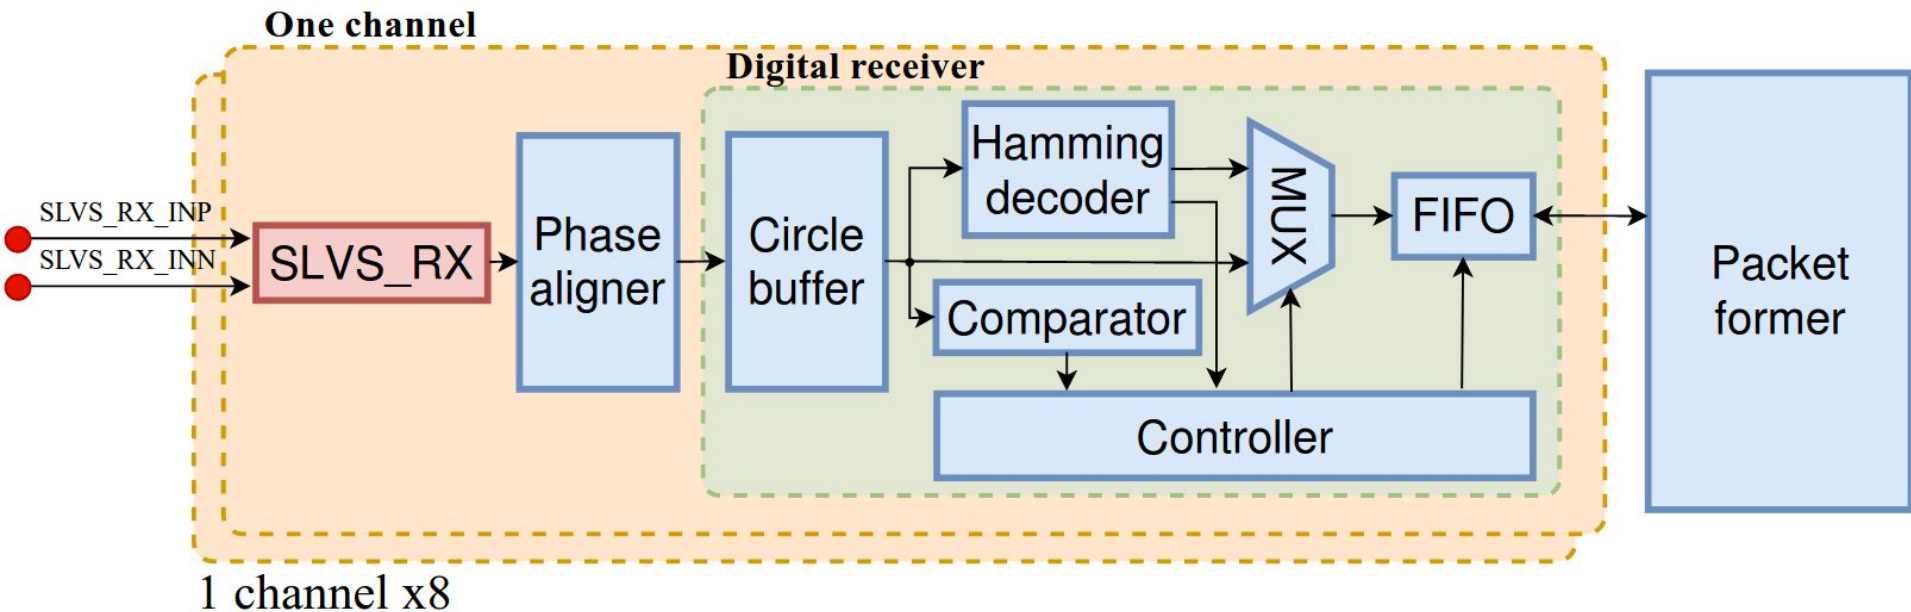 One channel
Digital receiver
SLVS_RX_INP
SLVS_RX_INN
SLVS_RX
Phase
aligner
Circle
buffer
Hamming
decoder
Comparator
MUX
FIFO
Controller
Packet
former
1 channel x8